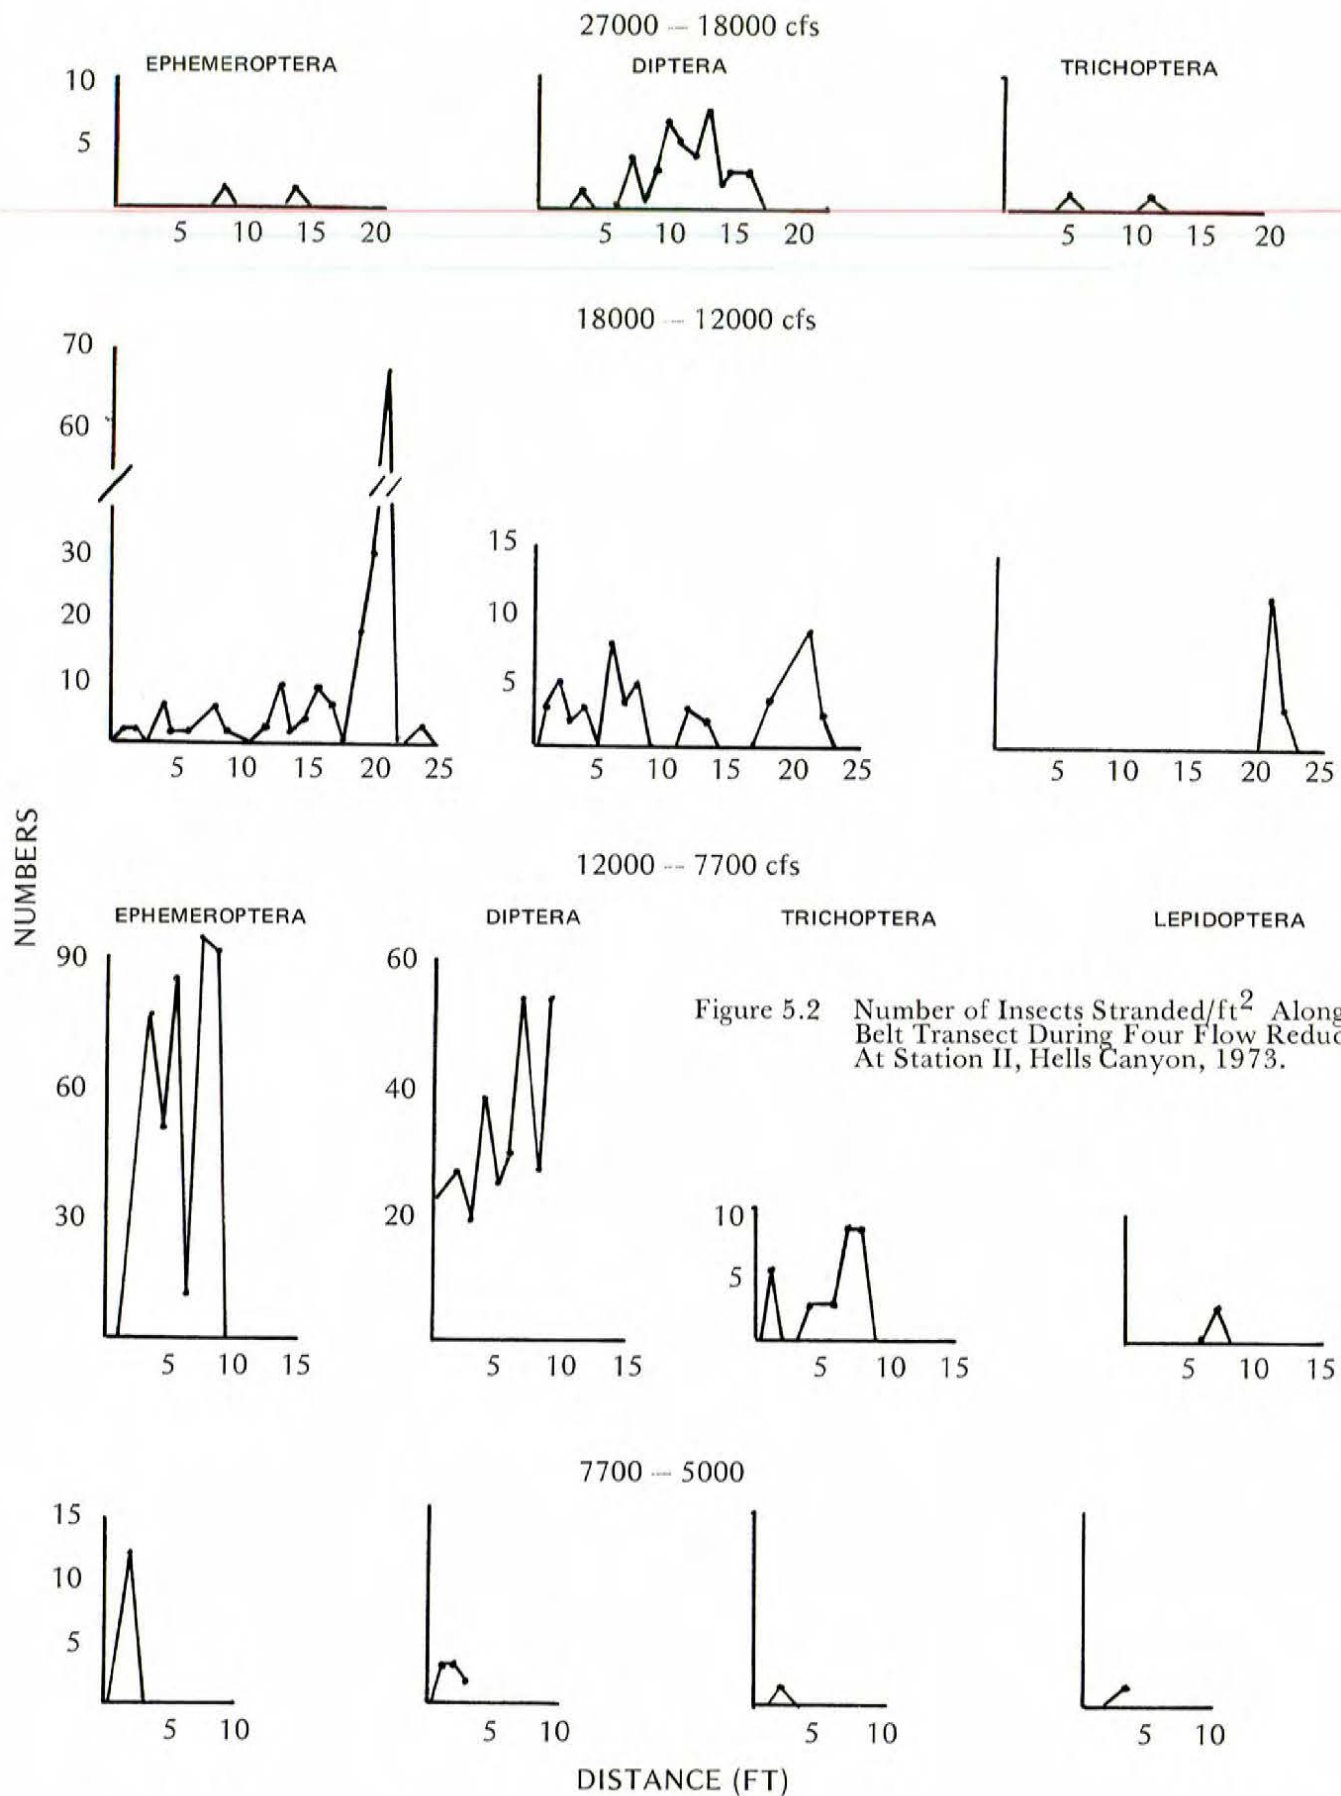 27000 — 18000 cfs
EPHEMEROPTERA DIPTERA TRICHOPTERA
10
5
5 10 15 20 5 10 15 20 5 10 15 20
18000 — 12000 cfs
70
60
30
20
10
15
10
5
5 10 15 20 25 5 10 15 20 25 5 10 15 20 25
NUMBERS
12000 — 7700 cfs
EPHEMEROPTERA DIPTERA TRICHOPTERA LEPIDOPTERA
90
60
30
60
40
20
Figure 5.2 Number of Insects Stranded/ft² Along
Belt Transect During Four Flow Reduc
At Station II, Hells Canyon, 1973.
10
5
5 10 15 5 10 15 5 10 15 5 10 15
7700 — 5000
15
10
5
5 10 5 10 5 10 5 10
DISTANCE (FT)